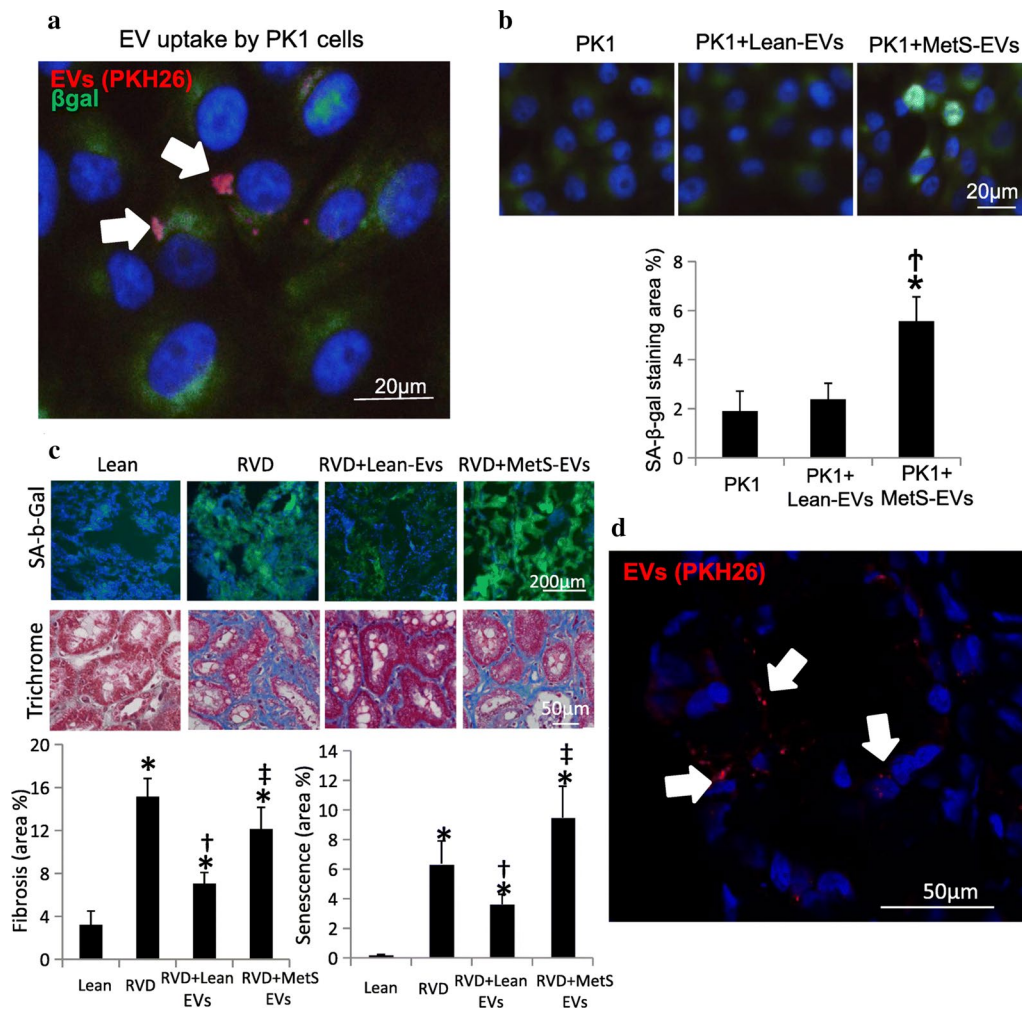 a
EV uptake by PK1 cells
EVs (PKH26)
βgal
20μm
b
PK1 PK1+Lean-EVs PK1+MetS-EVs
20μm
SA-β-gal staining area %)
8
6
4
2
0
†
*
PK1 PK1+ PK1+
Lean-EVs MetS-EVs
c
Lean RVD RVD+Lean-Evs RVD+MetS-EVs
SA-b-Gal
200μm
Trichrome
50μm
Fibrosis (area %)
20
16
12
8
4
0
*
†
*
‡
*
Lean RVD RVD+Lean RVD+MetS
EVs EVs
Senescence (area %)
14
12
10
8
6
4
2
0
*
†
*
‡
*
Lean RVD RVD+Lean RVD+MetS
EVs EVs
d
EVs (PKH26)
50μm